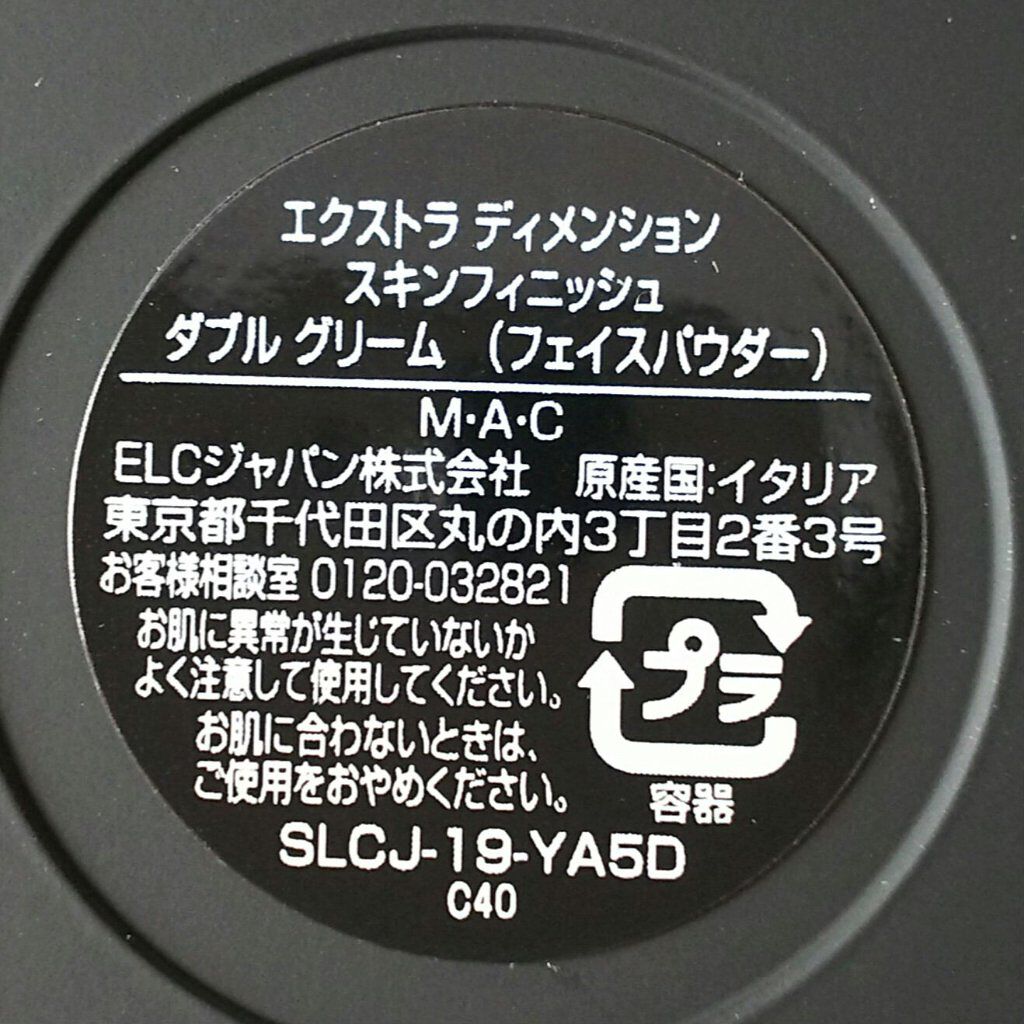 エクストラ ディメンション
スキンフィニッシュ
ダブル グリーム （フェイスパウダー）
M・A・C
ELCジャパン株式会社　原産国:イタリア
東京都千代田区丸の内3丁目2番3号
お客様相談室 0120-032821
お肌に異常が生じていないか
よく注意して使用してください。
お肌に合わないときは、
ご使用をおやめください。
プラ
容器
SLCJ-19-YA5D
C40